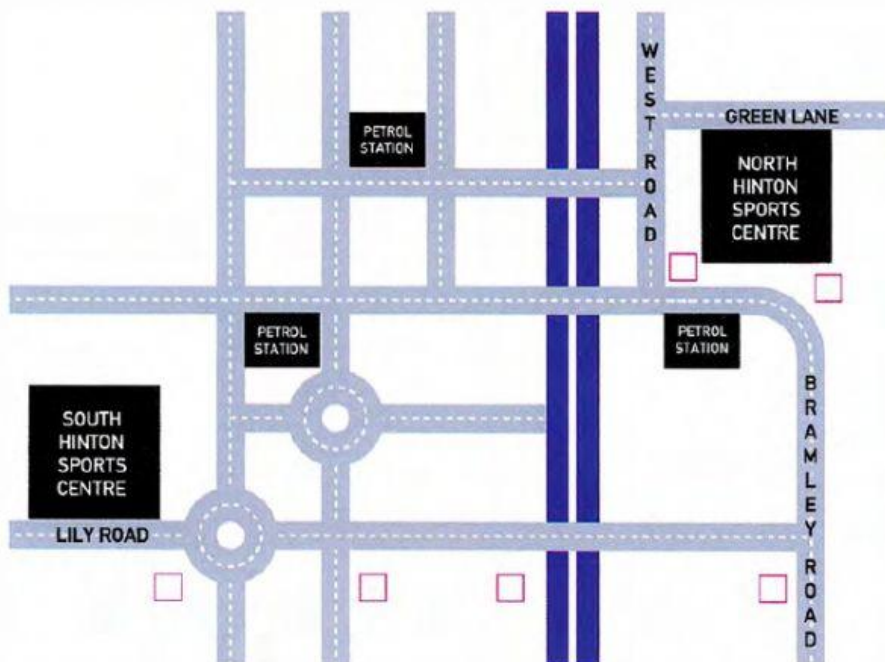 WEST ROAD
GREEN LANE
PETROL
STATION
NORTH
HINTON
SPORTS
CENTRE
PETROL
STATION
PETROL
STATION
SOUTH
HINTON
SPORTS
CENTRE
BRAMLEY ROAD
LILY ROAD